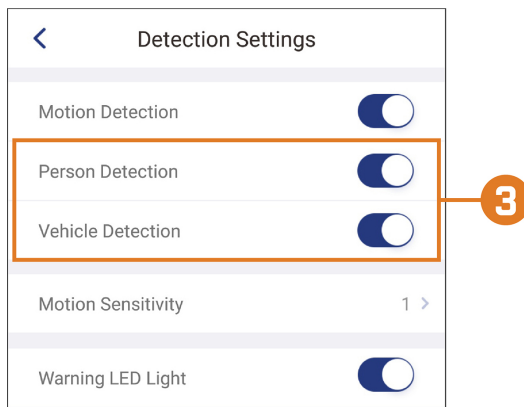 Detection Settings
Motion Detection
Person Detection
3
Vehicle Detection
Motion Sensitivity 1
Warning LED Light